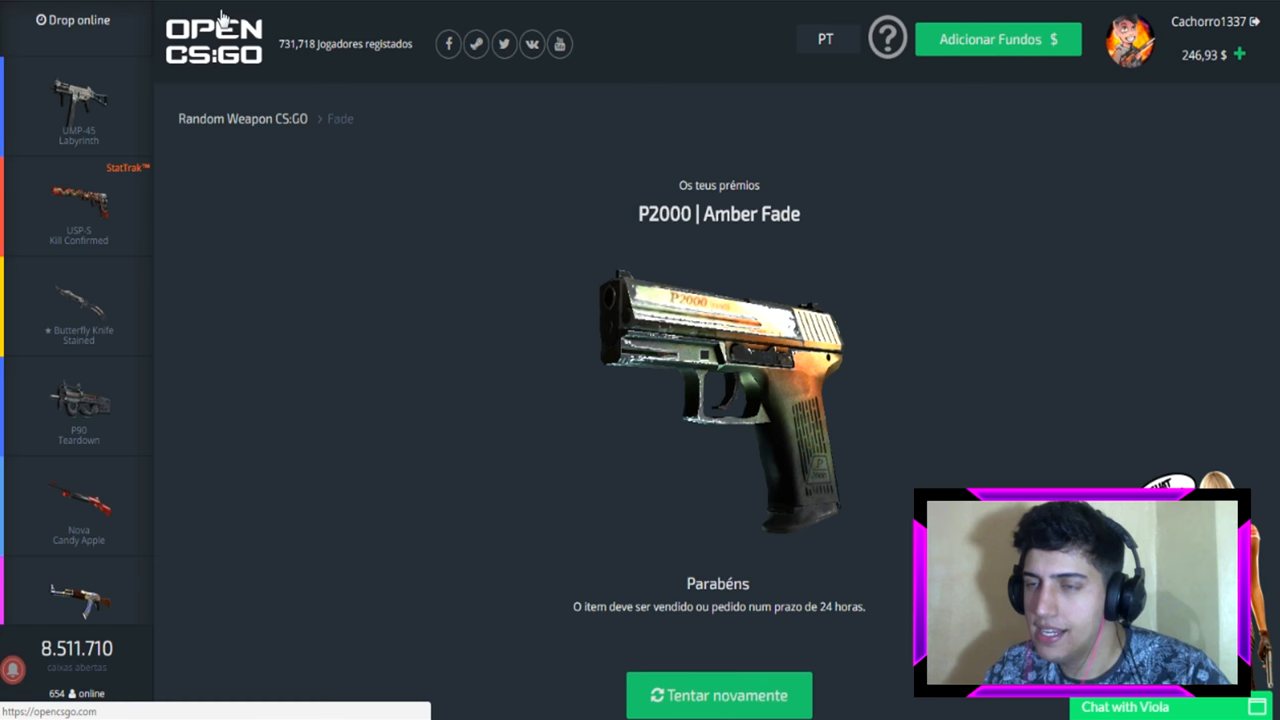 Drop online
OPEN
CS:GO
731,718 Jogadores registados
PT
?
Adicionar Fundos $
Cachorro1337
246,93 $ +
UMP-45
Labyrinth
StatTrak™
USP-S
Kill Confirmed
★ Butterfly Knife
Stained
P90
Teardown
Nova
Candy Apple
8.511.710
caixas abertas
654 online
https://opencsgo.com
Random Weapon CS:GO > Fade
Os teus prémios
P2000 | Amber Fade
P2000
Parabéns
O item deve ser vendido ou pedido num prazo de 24 horas.
Tentar novamente
Chat with Viola